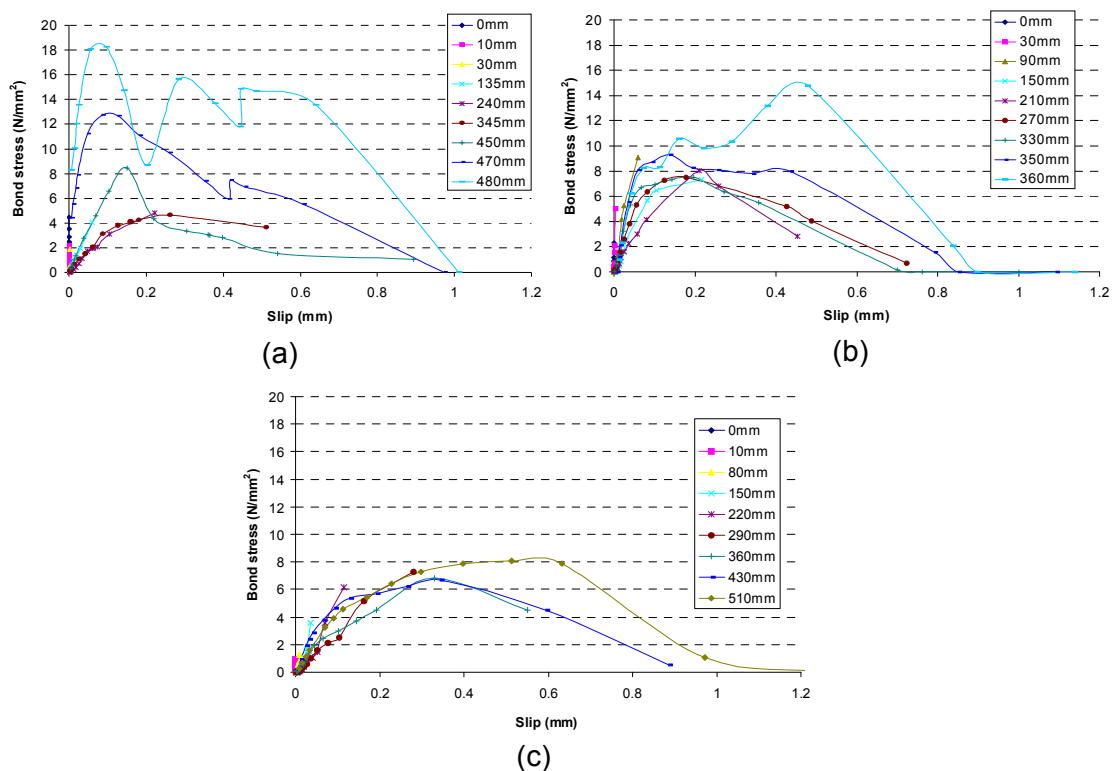 20
18
16
14
12
10
8
6
4
2
0
Bond stress (N/mm²)
0 0.2 0.4 0.6 0.8 1 1.2
Slip (mm)
0mm
10mm
30mm
135mm
240mm
345mm
450mm
470mm
480mm
(a)
20
18
16
14
12
10
8
6
4
2
0
Bond stress (N/mm²)
0 0.2 0.4 0.6 0.8 1 1.2
Slip (mm)
0mm
30mm
90mm
150mm
210mm
270mm
330mm
350mm
360mm
(b)
20
18
16
14
12
10
8
6
4
2
0
Bond stress (N/mm²)
0 0.2 0.4 0.6 0.8 1 1.2
Slip (mm)
0mm
10mm
80mm
150mm
220mm
290mm
360mm
430mm
510mm
(c)